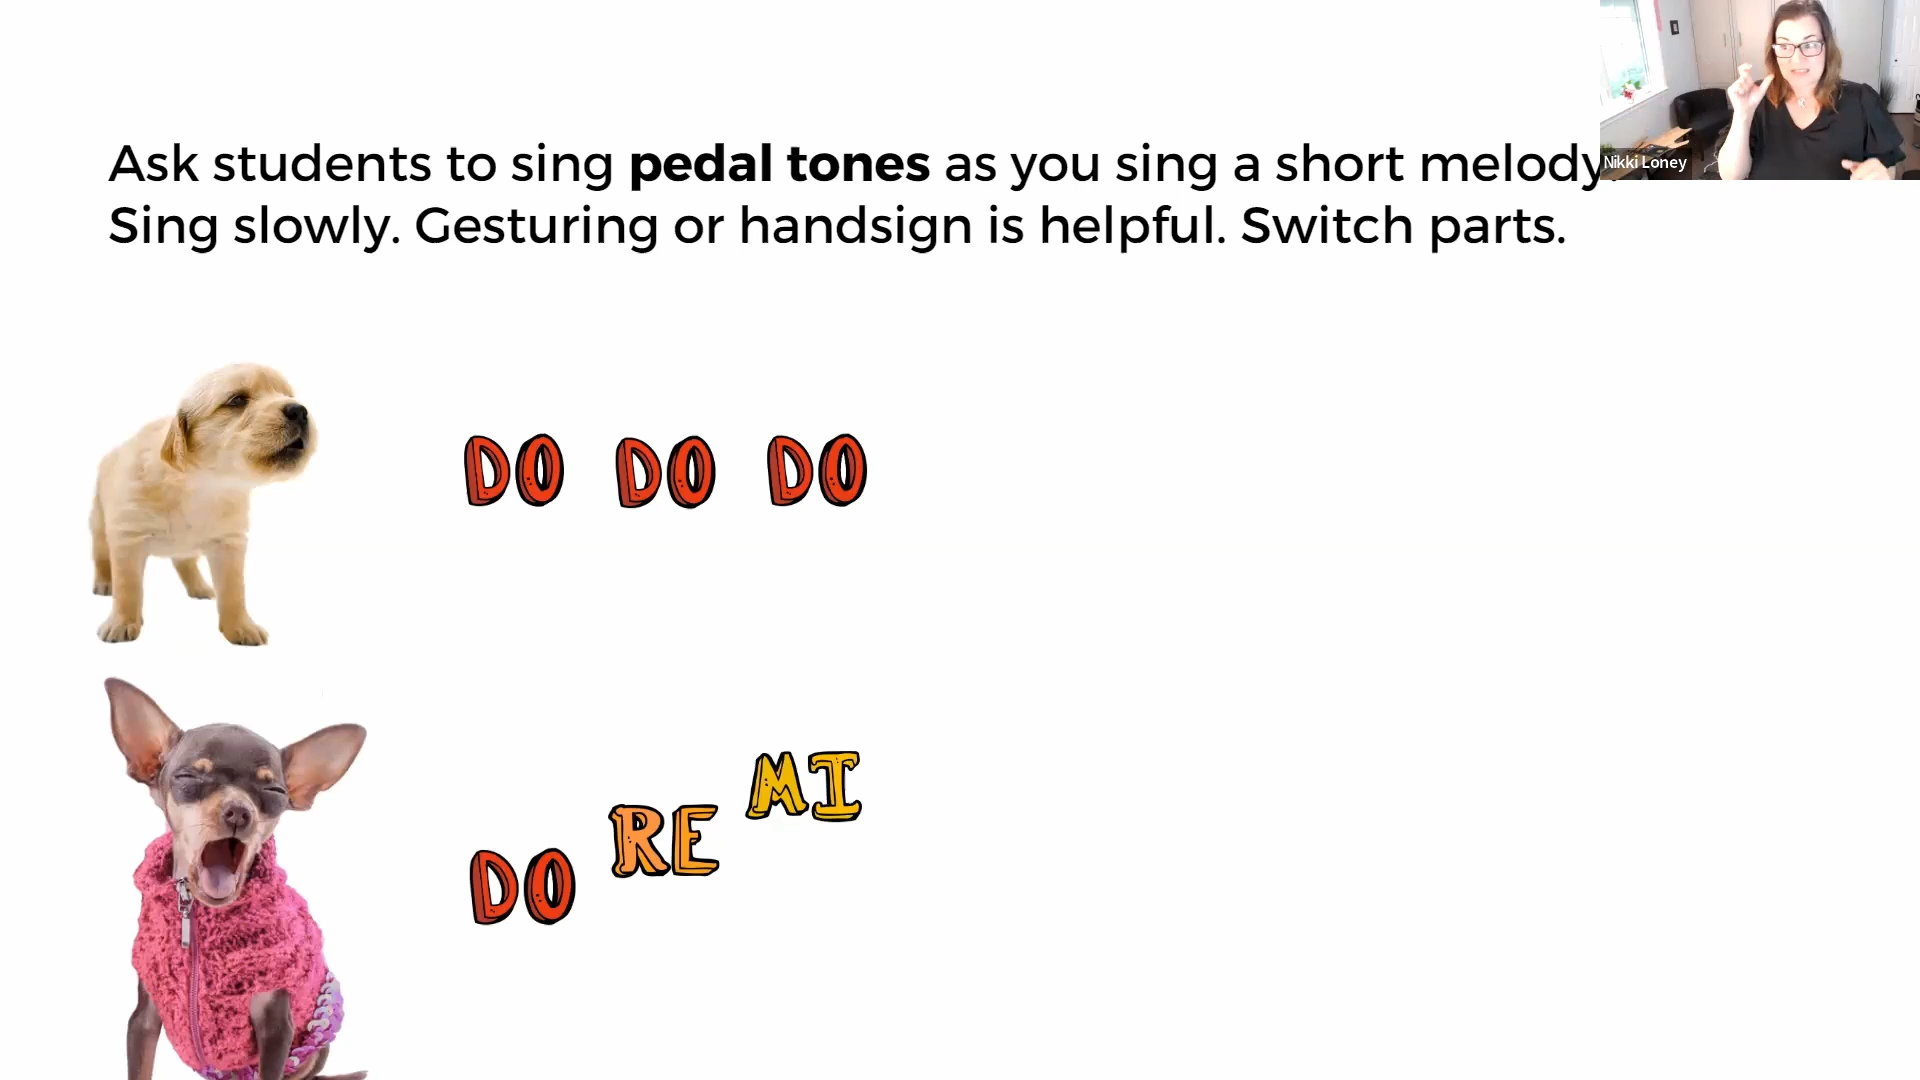 Ask students to sing pedal tones as you sing a short melody.
Nikki Loney
Sing slowly. Gesturing or handsign is helpful. Switch parts.
DO DO DO
DO RE MI